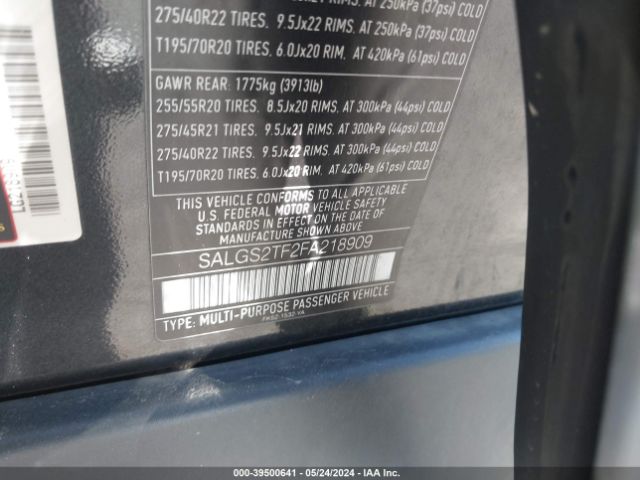 275/40R22 TIRES. 9.5Jx22 RIMS. AT 250kPa (37psi) COLD
T195/70R20 TIRES. 6.0Jx20 RIM. AT 420kPa (61psi) COLD
GAWR REAR: 1775kg (3913lb)
255/55R20 TIRES. 8.5Jx20 RIMS. AT 300kPa (44psi) COLD
275/45R21 TIRES. 9.5Jx21 RIMS. AT 300kPa (44psi) COLD
275/40R22 TIRES. 9.5Jx22 RIMS. AT 300kPa (44psi) COLD
T195/70R20 TIRES. 6.0Jx20 RIM. AT 420kPa (61psi) COLD
THIS VEHICLE CONFORMS TO ALL APPLICABLE
U.S. FEDERAL MOTOR VEHICLE SAFETY
STANDARDS IN EFFECT ON THE DATE OF
MANUFACTURE SHOWN ABOVE
SALGS2TF2FA218909
TYPE: MULTI-PURPOSE PASSENGER VEHICLE
000-39500641 - 05/24/2024 - Copyright IAA, LLC. All Rights Reserved.